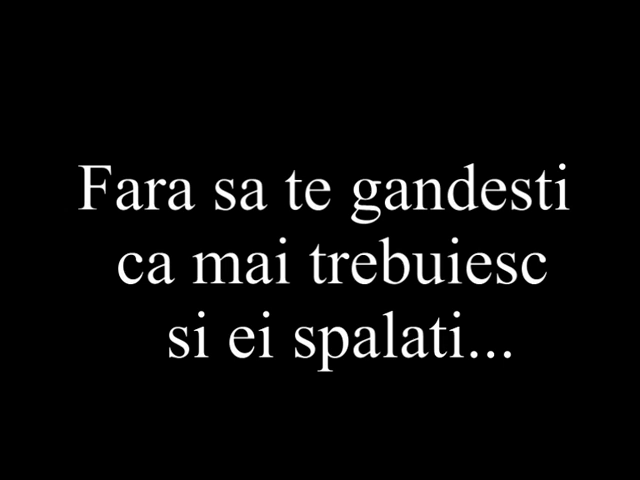 Fara sa te gandesti
ca mai trebuiesc
si ei spalati...